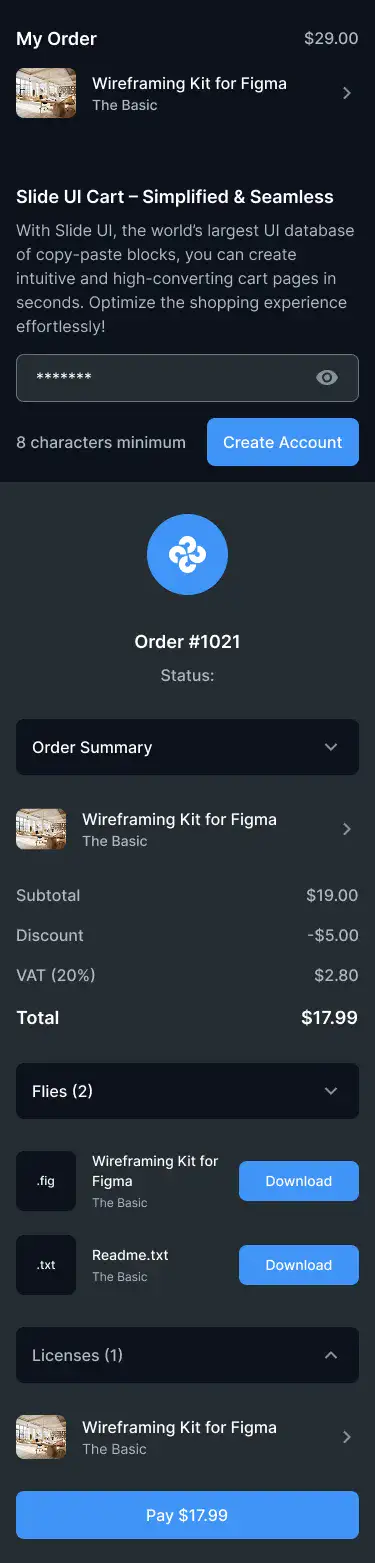 My Order
$29.00
Wireframing Kit for Figma
The Basic
Slide UI Cart – Simplified & Seamless
With Slide UI, the world's largest UI database
of copy-paste blocks, you can create
intuitive and high-converting cart pages in
seconds. Optimize the shopping experience
effortlessly!
*******
8 characters minimum
Create Account
Order #1021
Status:
Order Summary
Wireframing Kit for Figma
The Basic
Subtotal
$19.00
Discount
-$5.00
VAT (20%)
$2.80
Total
$17.99
Flies (2)
.fig
Wireframing Kit for
Figma
The Basic
Download
.txt
Readme.txt
The Basic
Download
Licenses (1)
Wireframing Kit for Figma
The Basic
Pay $17.99